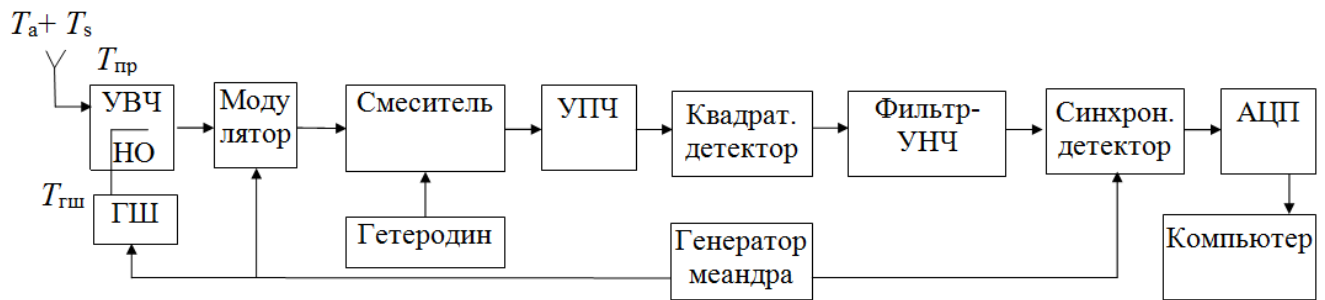 Tа+ Ts
Tпр
УВЧ
НО
Tгш
ГШ
Моду
лятор
Смеситель
Гетеродин
УПЧ
Квадрат.
детектор
Генератор
меандра
Фильтр-
УНЧ
Синхрон.
детектор
АЦП
Компьютер